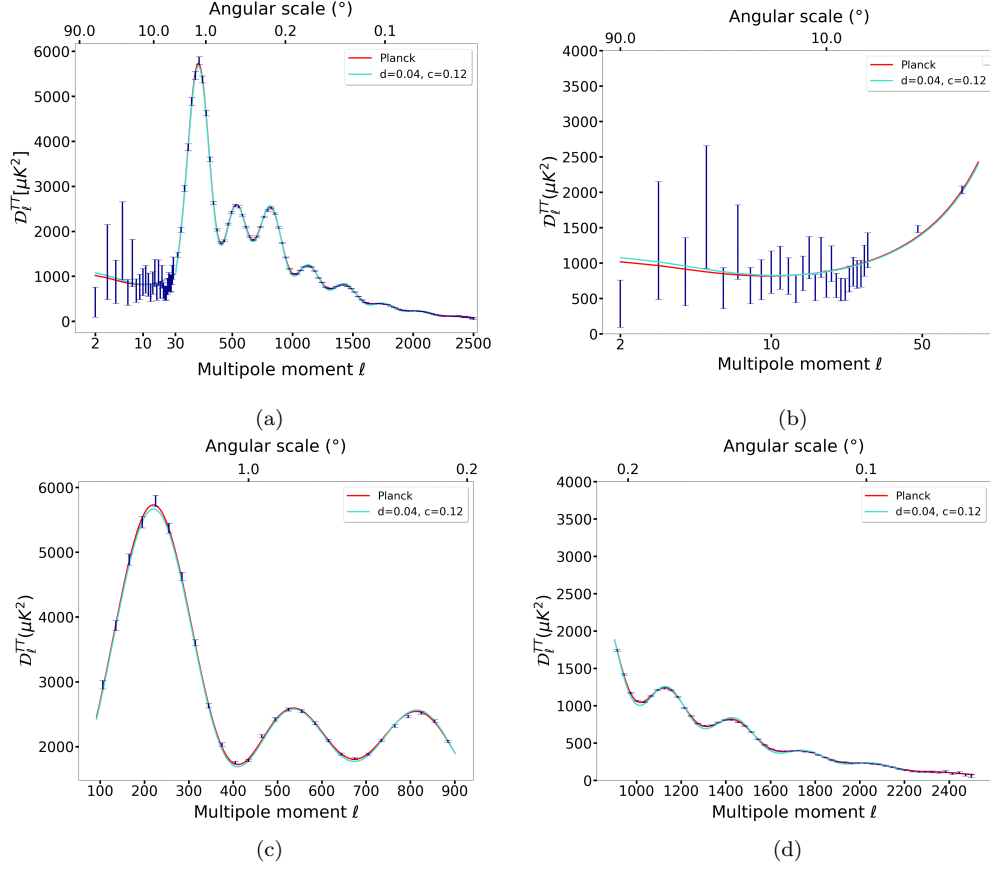 Angular scale (°)
90.0 10.0 1.0 0.2 0.1
6000
5000
4000
3000
2000
1000
0
𝒟ℓᵀᵀ[μK²]
Planck
d=0.04, c=0.12
2 10 30 500 1000 1500 2000 2500
Multipole moment ℓ
(a)
Angular scale (°)
90.0 10.0
4000
3500
3000
2500
2000
1500
1000
500
0
𝒟ℓᵀᵀ(μK²)
Planck
d=0.04, c=0.12
2 10 50
Multipole moment ℓ
(b)
Angular scale (°)
1.0 0.2
6000
5000
4000
3000
2000
𝒟ℓᵀᵀ(μK²)
Planck
d=0.04, c=0.12
100 200 300 400 500 600 700 800 900
Multipole moment ℓ
(c)
Angular scale (°)
0.2 0.1
4000
3500
3000
2500
2000
1500
1000
500
0
𝒟ℓᵀᵀ(μK²)
Planck
d=0.04, c=0.12
1000 1200 1400 1600 1800 2000 2200 2400
Multipole moment ℓ
(d)